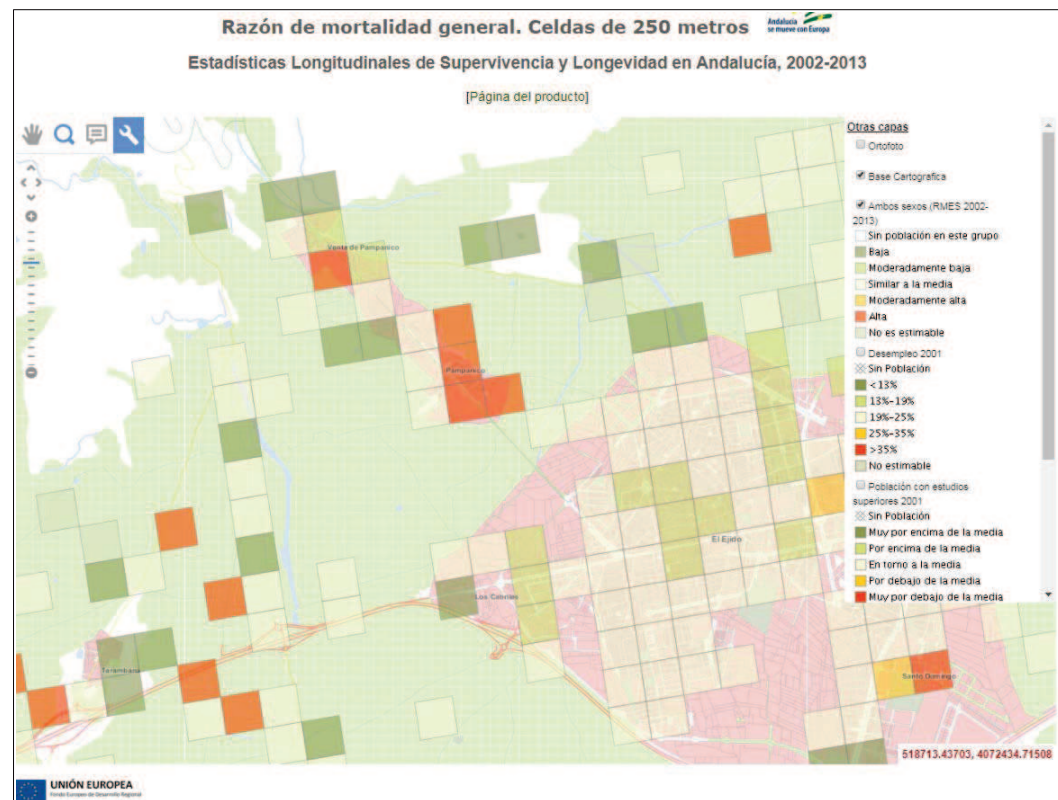 Razón de mortalidad general. Celdas de 250 metros
Andalucía
se mueve con Europa
Estadísticas Longitudinales de Supervivencia y Longevidad en Andalucía, 2002-2013
[Página del producto]
Otras capas
Ortofoto
Base Cartografica
Ambos sexos (RMES 2002-
2013)
Sin población en este grupo
Baja
Moderadamente baja
Similar a la media
Moderadamente alta
Alta
No es estimable
Desempleo 2001
Sin Población
<13%
13%-19%
19%-25%
25%-35%
>35%
No estimable
Población con estudios
superiores 2001
Sin Población
Muy por encima de la media
Por encima de la media
En torno a la media
Por debajo de la media
Muy por debajo de la media
Venta de Pampanico
Pampanico
El Ejido
Los Cabriles
Tarambana
Santo Domingo
518713.43703, 4072434.71508
UNIÓN EUROPEA
Fondo Europeo de Desarrollo Regional